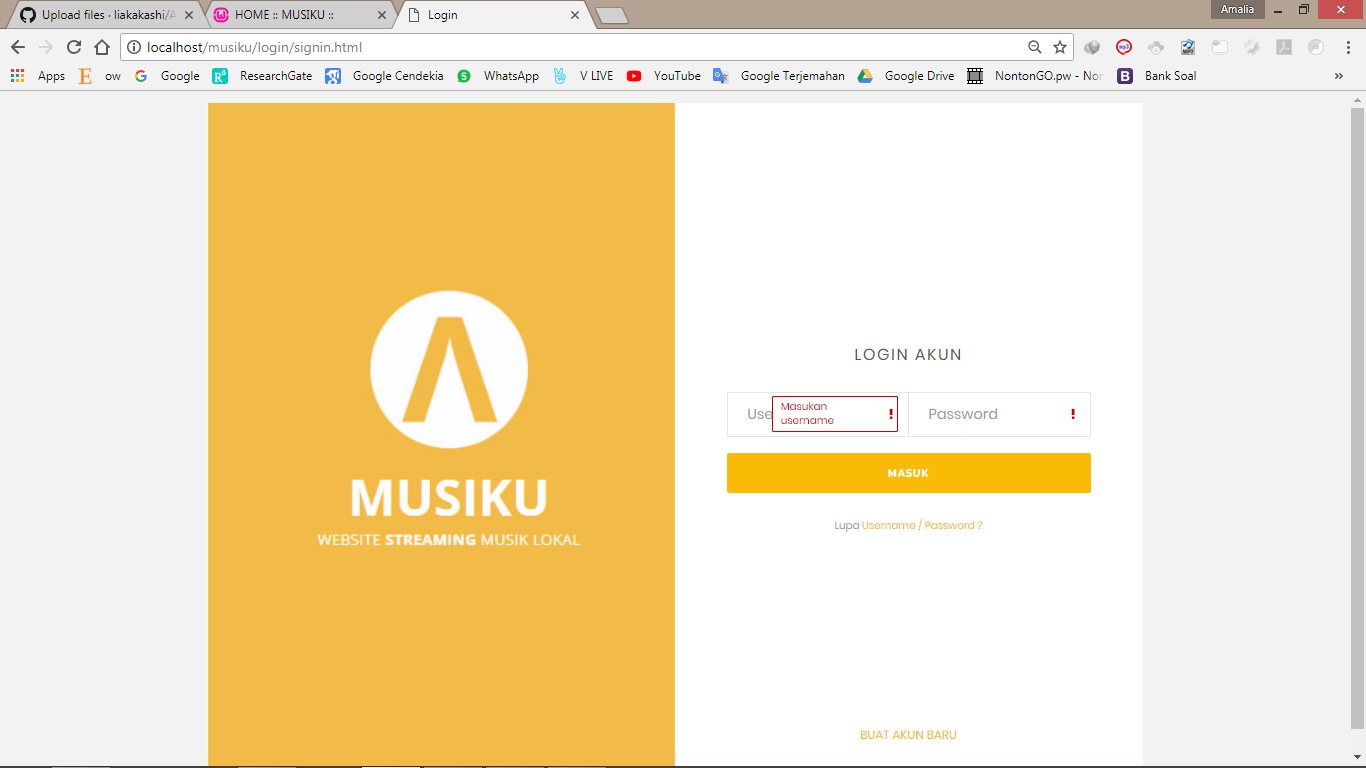 Upload files · liakakashi/A
HOME :: MUSIKU ::
Login
Amalia
localhost/musiku/login/signin.html
Apps
ow
Google
ResearchGate
Google Cendekia
WhatsApp
V LIVE
YouTube
Google Terjemahan
Google Drive
NontonGO.pw - Non
Bank Soal
MUSIKU
WEBSITE STREAMING MUSIK LOKAL
LOGIN AKUN
Use
Masukan
username
!
Password
!
MASUK
Lupa Username / Password ?
BUAT AKUN BARU